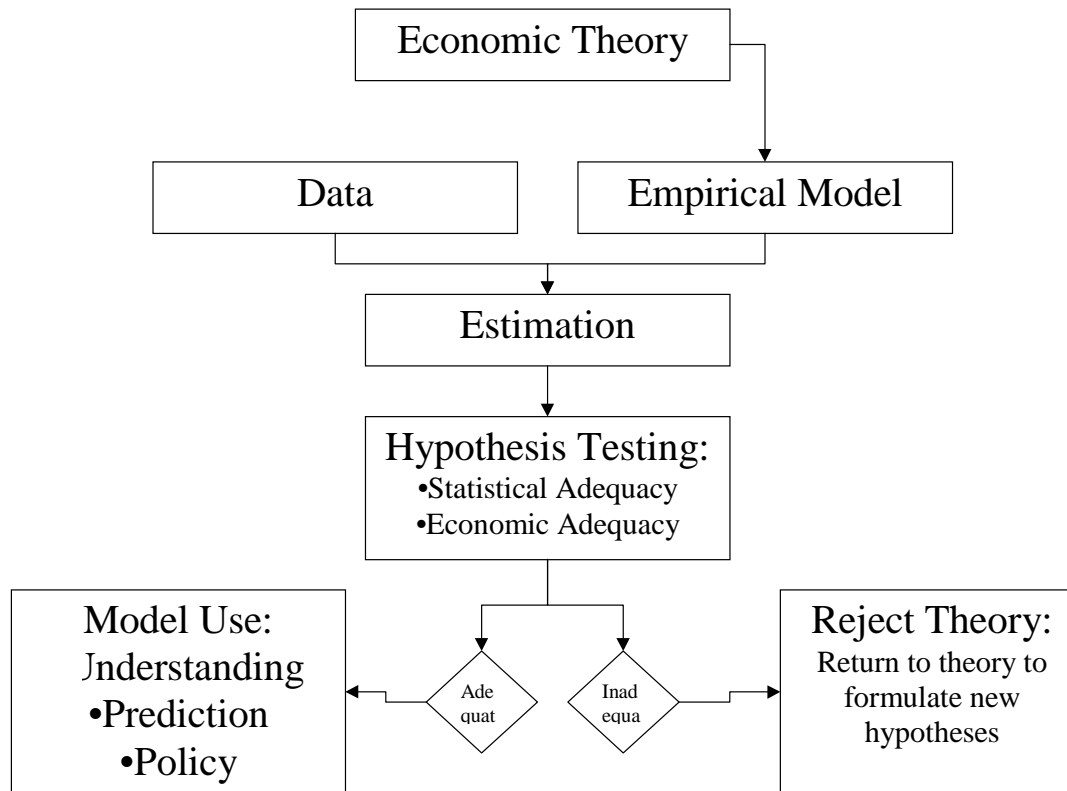 Economic Theory
Data
Empirical Model
Estimation
Hypothesis Testing:
•Statistical Adequacy
•Economic Adequacy
Model Use:
Understanding
•Prediction
•Policy
Ade
quat
Inad
equa
Reject Theory:
Return to theory to
formulate new
hypotheses